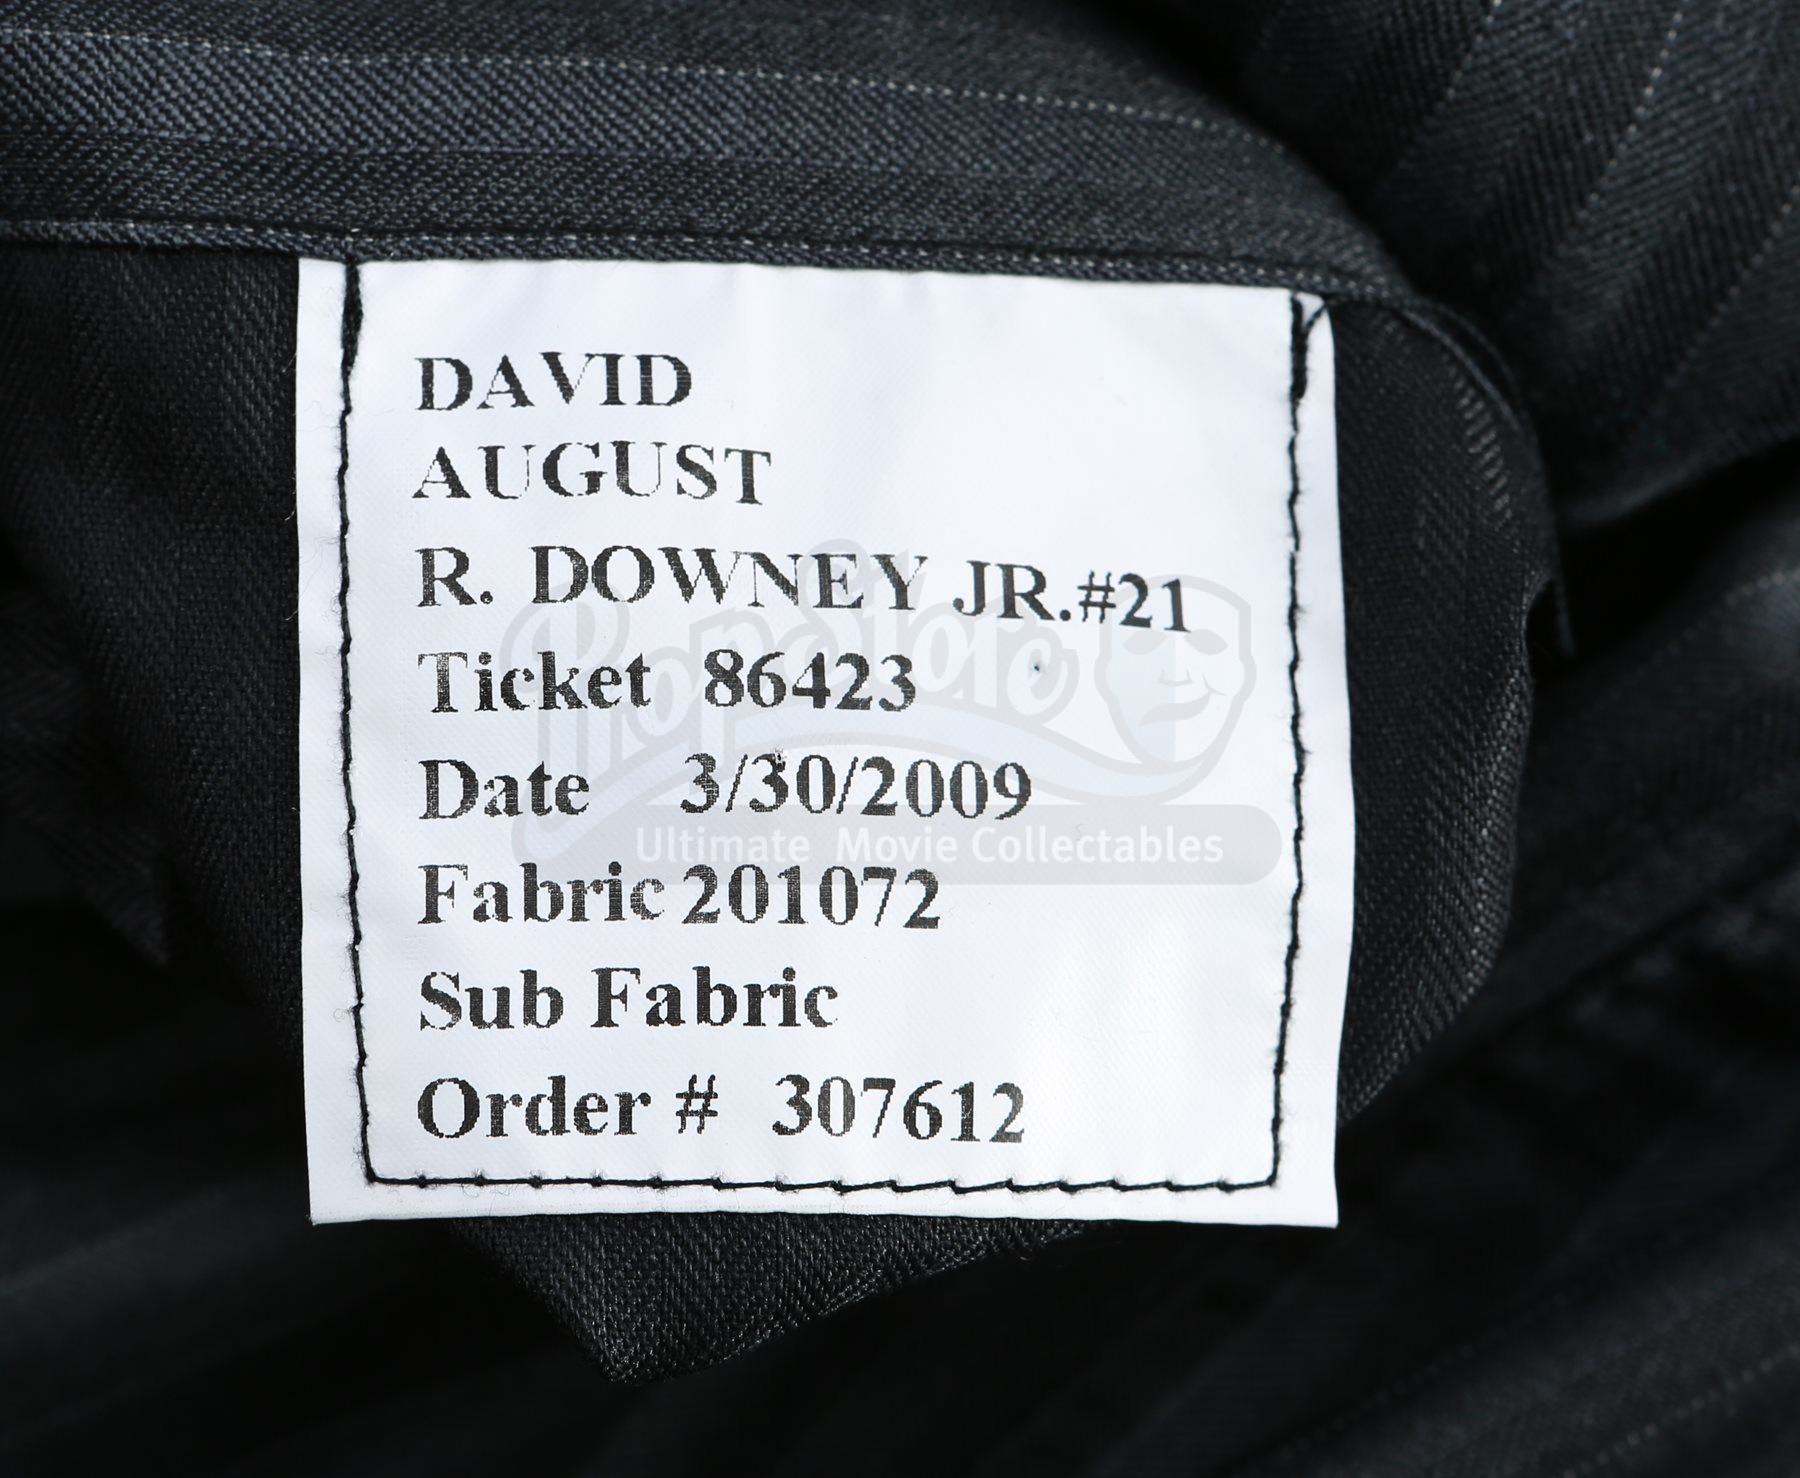 DAVID
AUGUST
R. DOWNEY JR.#21
Ticket 86423
Date 3/30/2009
Fabric 201072
Sub Fabric
Order # 307612
PropStore
Ultimate Movie Collectables